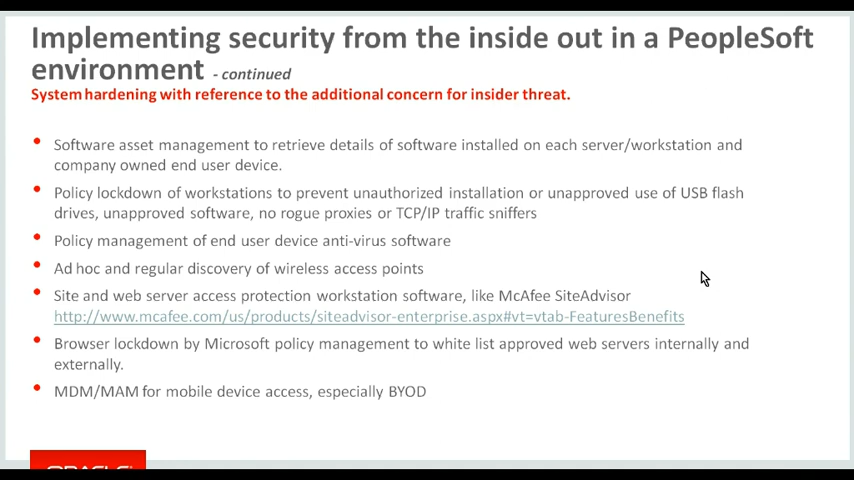 Implementing security from the inside out in a PeopleSoft
environment - continued
System hardening with reference to the additional concern for insider threat.
• Software asset management to retrieve details of software installed on each server/workstation and
company owned end user device.
• Policy lockdown of workstations to prevent unauthorized installation or unapproved use of USB flash
drives, unapproved software, no rogue proxies or TCP/IP traffic sniffers
• Policy management of end user device anti-virus software
• Ad hoc and regular discovery of wireless access points
• Site and web server access protection workstation software, like McAfee SiteAdvisor
http://www.mcafee.com/us/products/siteadvisor-enterprise.aspx#vt=vtab-FeaturesBenefits
• Browser lockdown by Microsoft policy management to white list approved web servers internally and
externally.
• MDM/MAM for mobile device access, especially BYOD
ORACLE